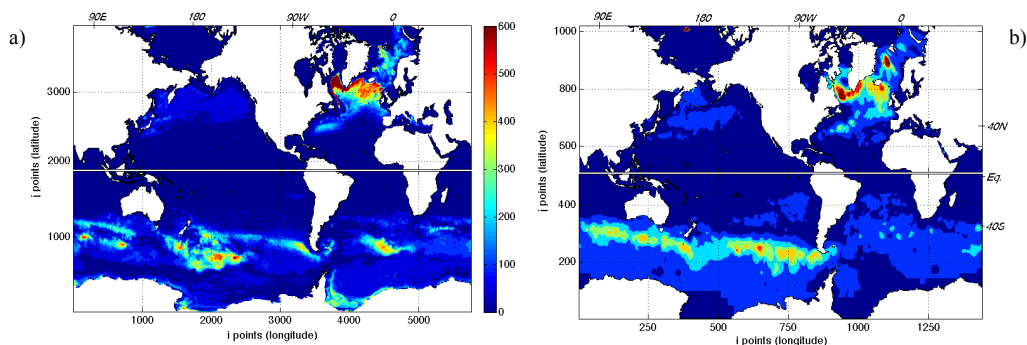 a)
90E 180 90W 0
3000
2000
1000
i points (latitude)
1000 2000 3000 4000 5000
i points (longitude)
600
500
400
300
200
100
0
b)
90E 180 90W 0
1000
800
600
400
200
i points (latitude)
40N
Eq.
40S
250 500 750 1000 1250
i points (longitude)